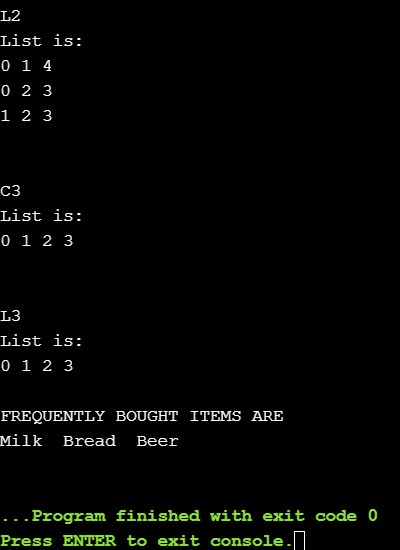 L2
List is:
0 1 4
0 2 3
1 2 3
C3
List is:
0 1 2 3
L3
List is:
0 1 2 3
FREQUENTLY BOUGHT ITEMS ARE
Milk  Bread  Beer
...Program finished with exit code 0
Press ENTER to exit console.